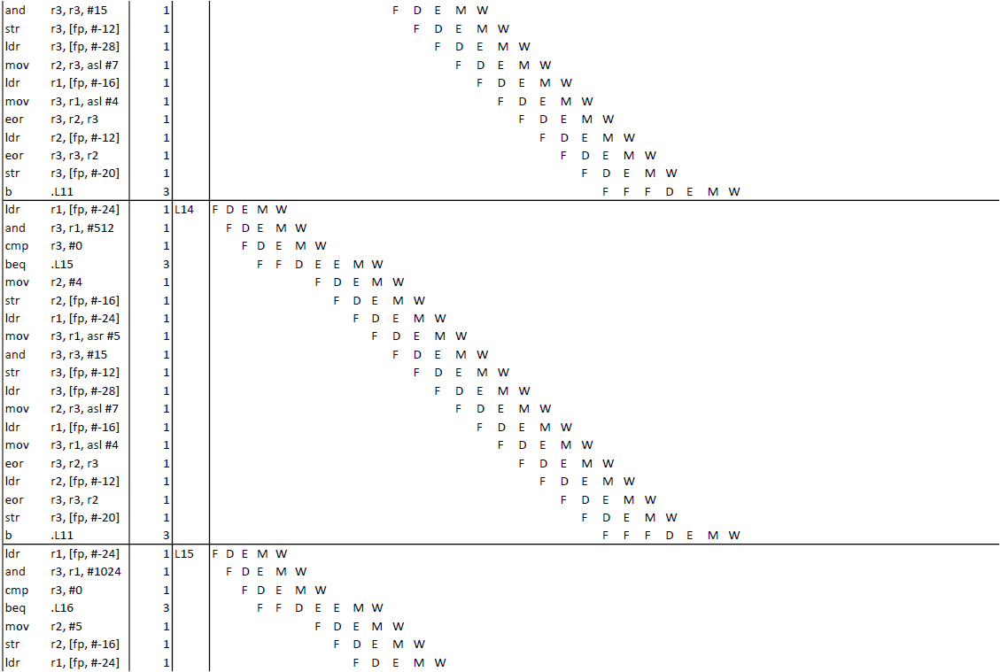 and r3, r3, #15 1 F D E M W
str r3, [fp, #-12] 1 F D E M W
ldr r3, [fp, #-28] 1 F D E M W
mov r2, r3, asl #7 1 F D E M W
ldr r1, [fp, #-16] 1 F D E M W
mov r3, r1, asl #4 1 F D E M W
eor r3, r2, r3 1 F D E M W
ldr r2, [fp, #-12] 1 F D E M W
eor r3, r3, r2 1 F D E M W
str r3, [fp, #-20] 1 F D E M W
b .L11 3 F F F D E M W
ldr r1, [fp, #-24] 1 L14 F D E M W
and r3, r1, #512 1 F D E M W
cmp r3, #0 1 F D E M W
beq .L15 3 F F D E E M W
mov r2, #4 1 F D E M W
str r2, [fp, #-16] 1 F D E M W
ldr r1, [fp, #-24] 1 F D E M W
mov r3, r1, asr #5 1 F D E M W
and r3, r3, #15 1 F D E M W
str r3, [fp, #-12] 1 F D E M W
ldr r3, [fp, #-28] 1 F D E M W
mov r2, r3, asl #7 1 F D E M W
ldr r1, [fp, #-16] 1 F D E M W
mov r3, r1, asl #4 1 F D E M W
eor r3, r2, r3 1 F D E M W
ldr r2, [fp, #-12] 1 F D E M W
eor r3, r3, r2 1 F D E M W
str r3, [fp, #-20] 1 F D E M W
b .L11 3 F F F D E M W
ldr r1, [fp, #-24] 1 L15 F D E M W
and r3, r1, #1024 1 F D E M W
cmp r3, #0 1 F D E M W
beq .L16 3 F F D E E M W
mov r2, #5 1 F D E M W
str r2, [fp, #-16] 1 F D E M W
ldr r1, [fp, #-24] 1 F D E M W